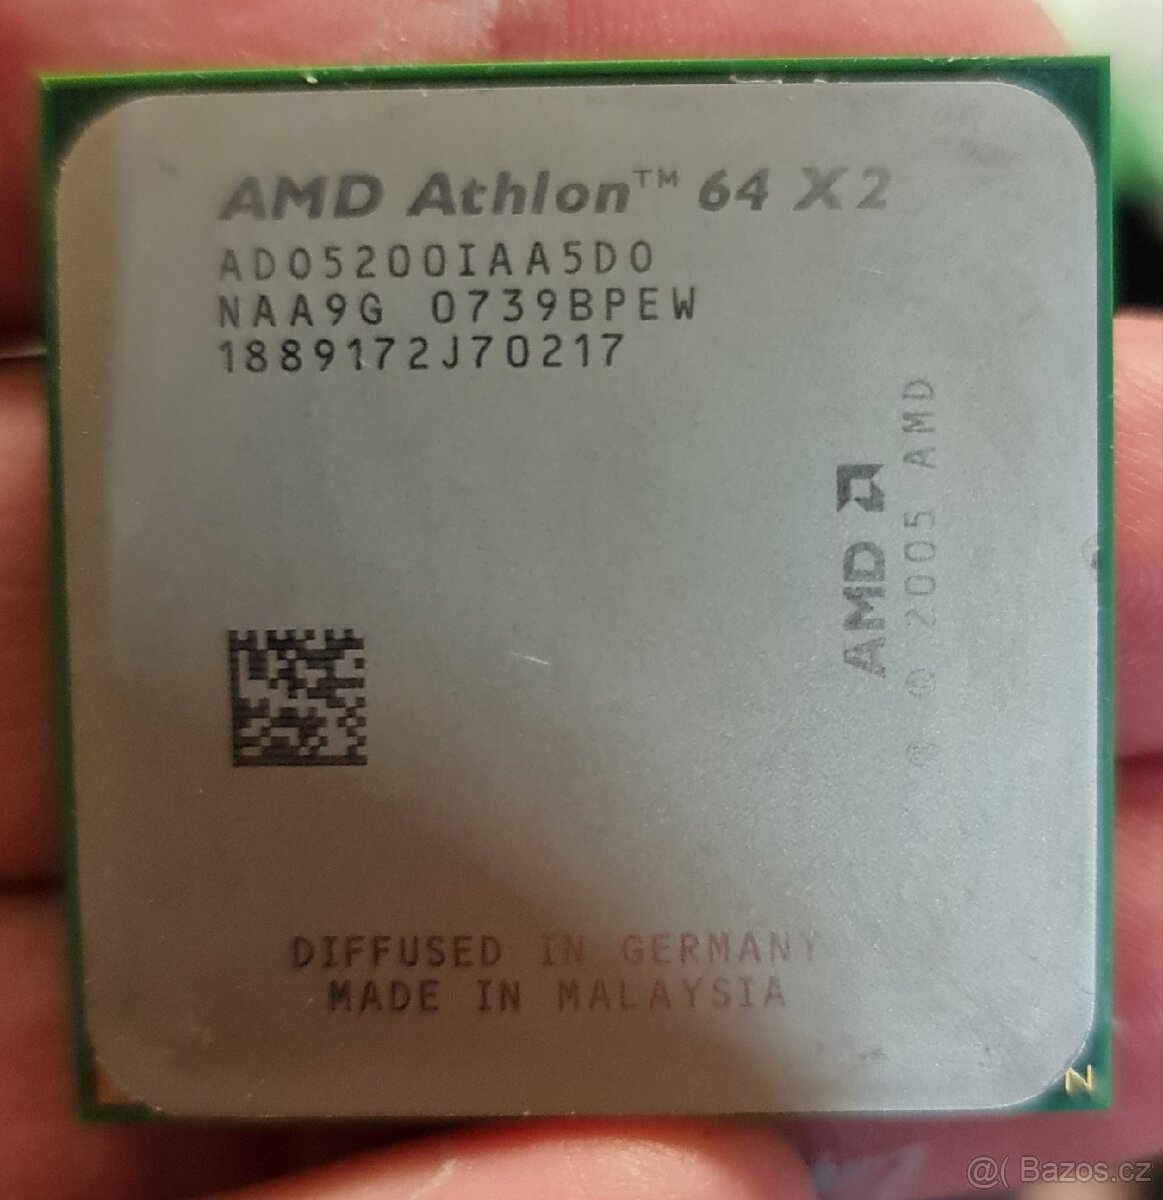 AMD Athlon™ 64 X2
ADO5200IAA5DO
NAA9G 0739BPEW
1889172J70217
AMD
© 2005 AMD
DIFFUSED IN GERMANY
MADE IN MALAYSIA
N
@( Bazos.cz